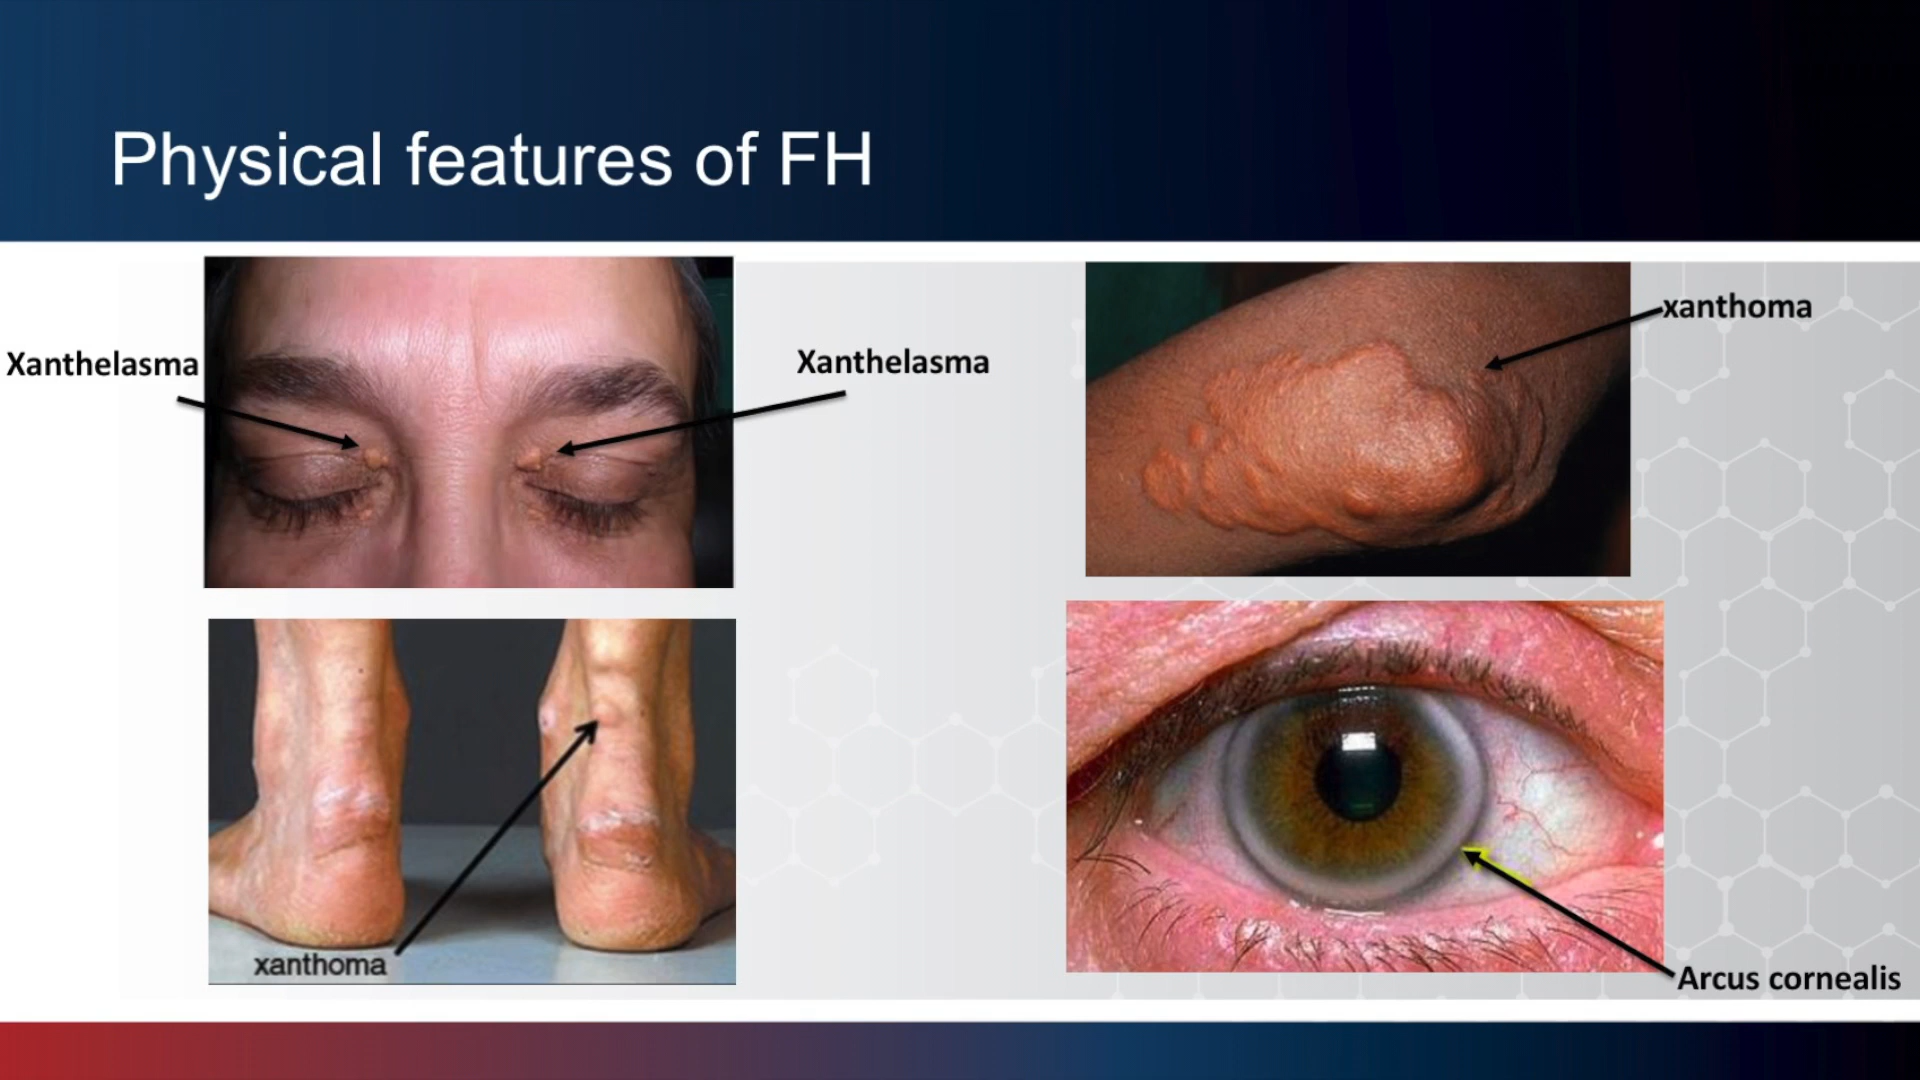 Physical features of FH
Xanthelasma
Xanthelasma
xanthoma
xanthoma
Arcus cornealis